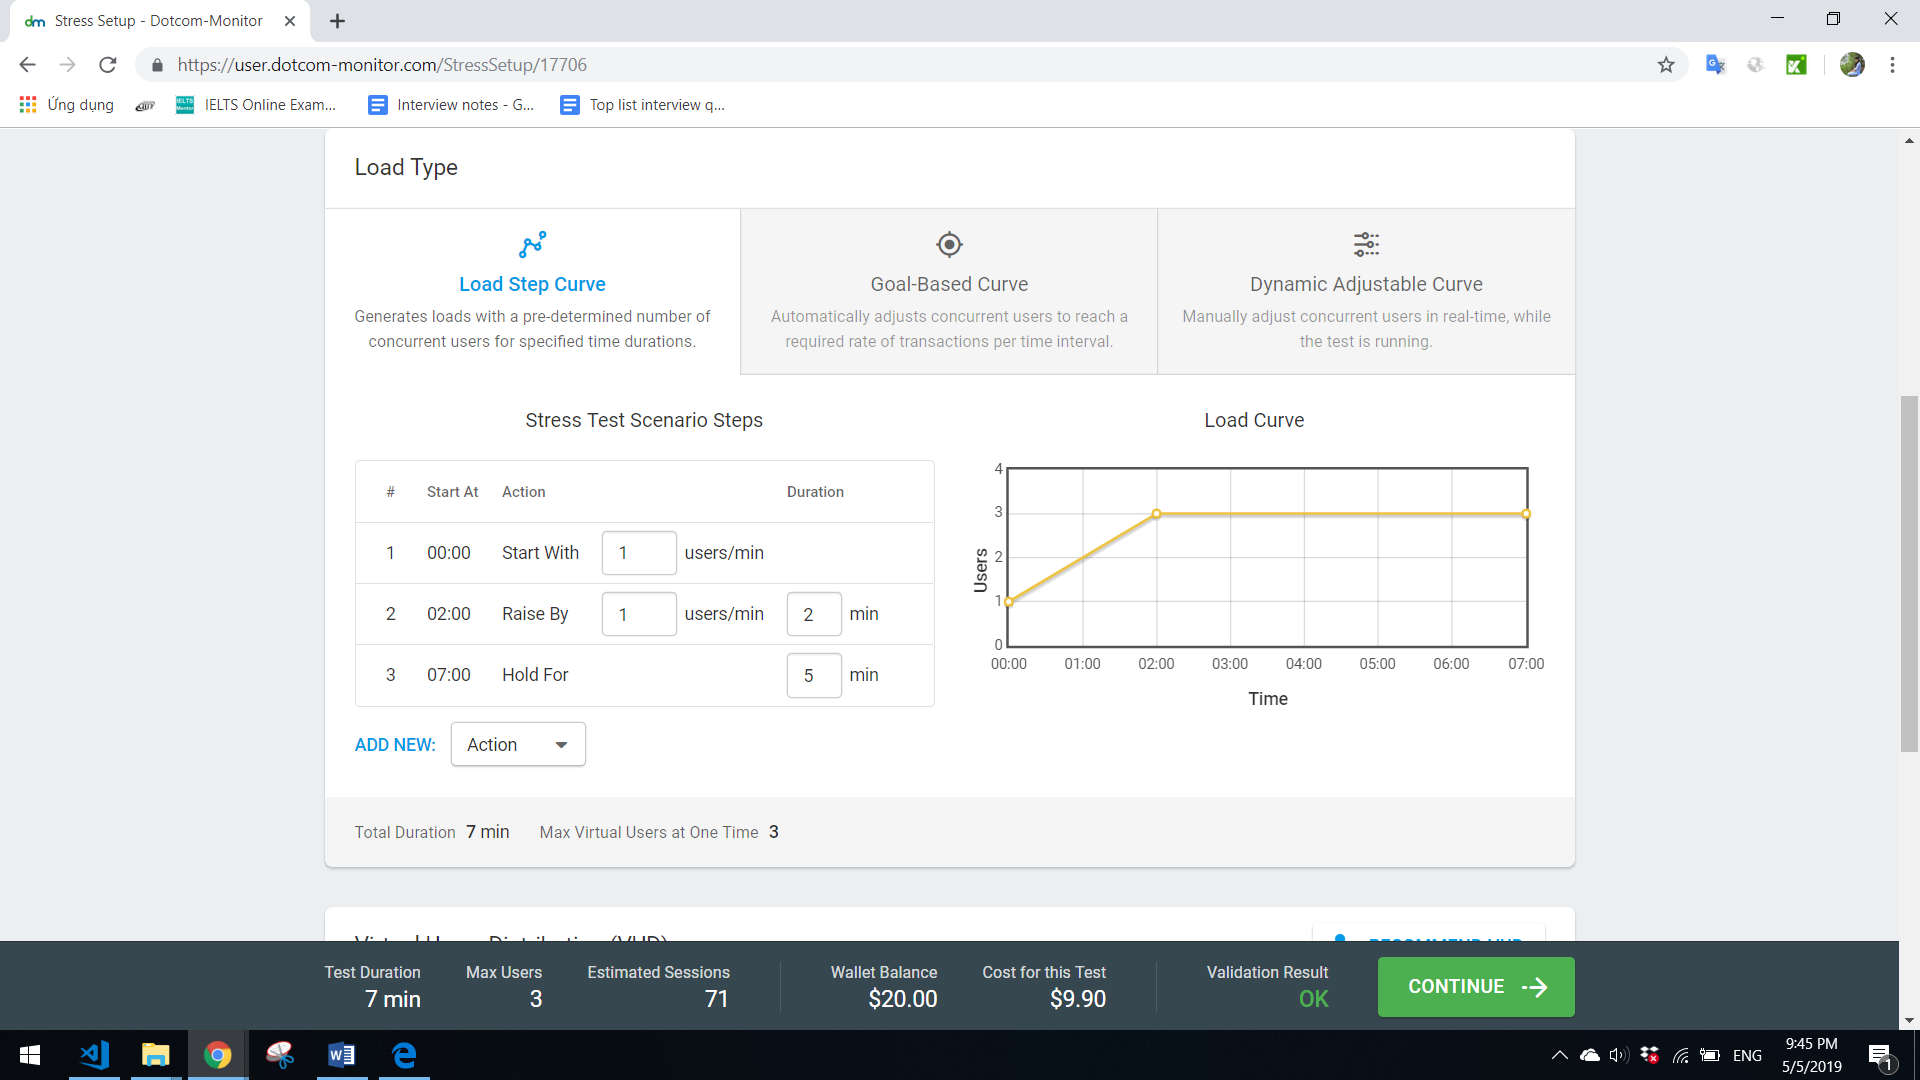 dm Stress Setup - Dotcom-Monitor
https://user.dotcom-monitor.com/StressSetup/17706
Ứng dụng IELTS Online Exam... Interview notes - G... Top list interview q...
Load Type
Load Step Curve
Generates loads with a pre-determined number of
concurrent users for specified time durations.
Goal-Based Curve
Automatically adjusts concurrent users to reach a
required rate of transactions per time interval.
Dynamic Adjustable Curve
Manually adjust concurrent users in real-time, while
the test is running.
Stress Test Scenario Steps
# Start At Action Duration
1 00:00 Start With 1 users/min
2 02:00 Raise By 1 users/min 2 min
3 07:00 Hold For 5 min
ADD NEW: Action
Load Curve
4
3
2
1
0
Users
00:00 01:00 02:00 03:00 04:00 05:00 06:00 07:00
Time
Total Duration 7 min Max Virtual Users at One Time 3
Test Duration Max Users Estimated Sessions Wallet Balance Cost for this Test Validation Result
7 min 3 71 $20.00 $9.90 OK
CONTINUE
ENG
9:45 PM
5/5/2019
1